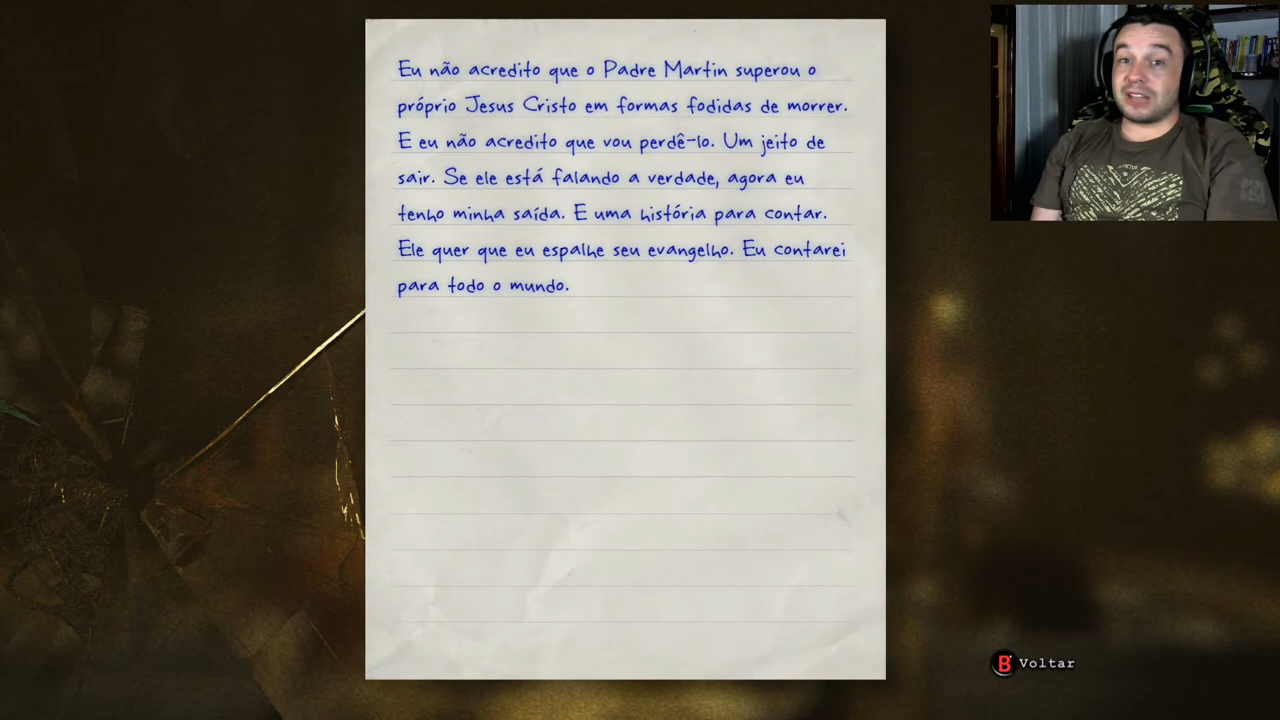 Eu não acredito que o Padre Martin superou o
próprio Jesus Cristo em formas fodidas de morrer.
E eu não acredito que vou perdê-lo. Um jeito de
sair. Se ele está falando a verdade, agora eu
tenho minha saída. E uma história para contar.
Ele quer que eu espalhe seu evangelho. Eu contarei
para todo o mundo.
B Voltar